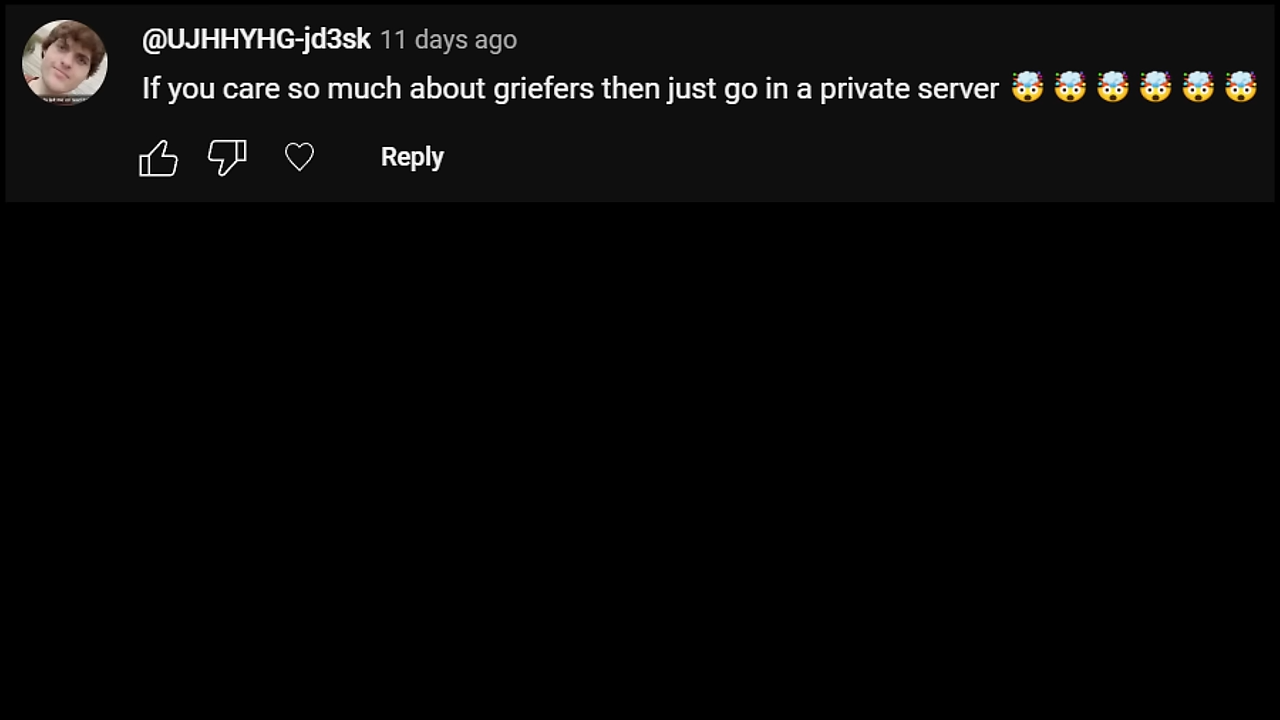 @UJHHYHG-jd3sk 11 days ago
If you care so much about griefers then just go in a private server 🤯🤯🤯🤯🤯🤯
Reply